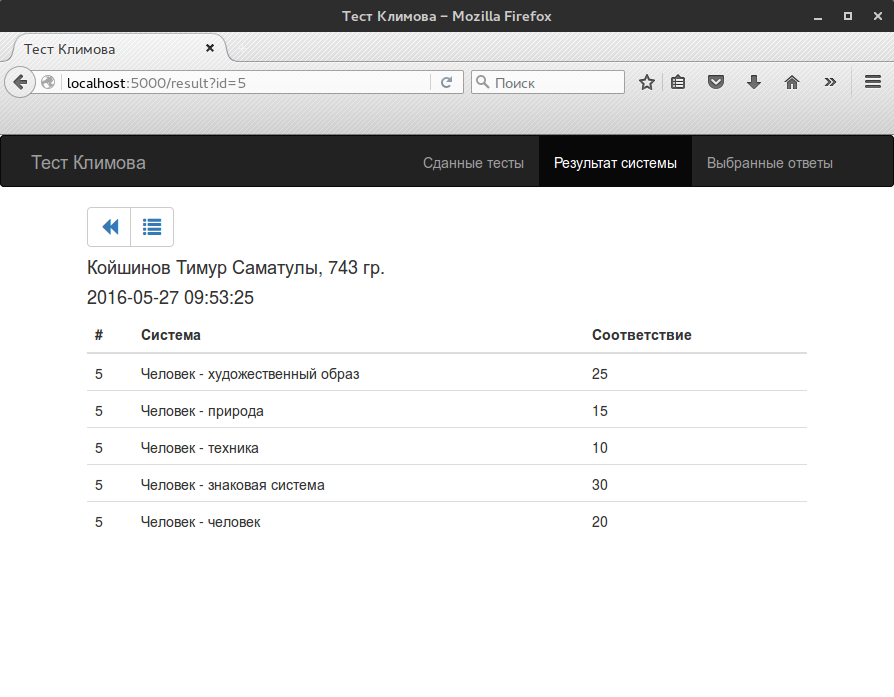 Тест Климова – Mozilla Firefox
Тест Климова
localhost:5000/result?id=5
Поиск
Тест Климова Сданные тесты Результат системы Выбранные ответы
Койшинов Тимур Саматулы, 743 гр.
2016-05-27 09:53:25
# Система Соответствие
5 Человек - художественный образ 25
5 Человек - природа 15
5 Человек - техника 10
5 Человек - знаковая система 30
5 Человек - человек 20